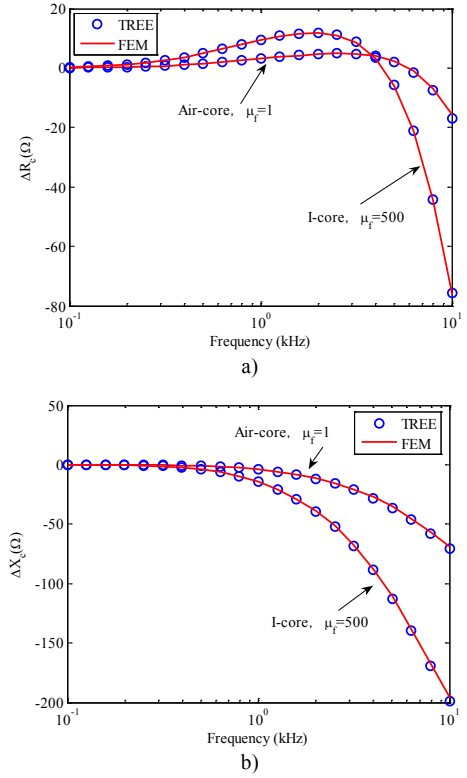 20
0
-20
-40
-60
-80
ΔR_c(Ω)
TREE
FEM
Air-core, μ_f=1
I-core, μ_f=500
10^-1
10^0
10^1
Frequency (kHz)
a)
50
0
-50
-100
-150
-200
ΔX_c(Ω)
TREE
FEM
Air-core, μ_f=1
I-core, μ_f=500
10^-1
10^0
10^1
Frequency (kHz)
b)